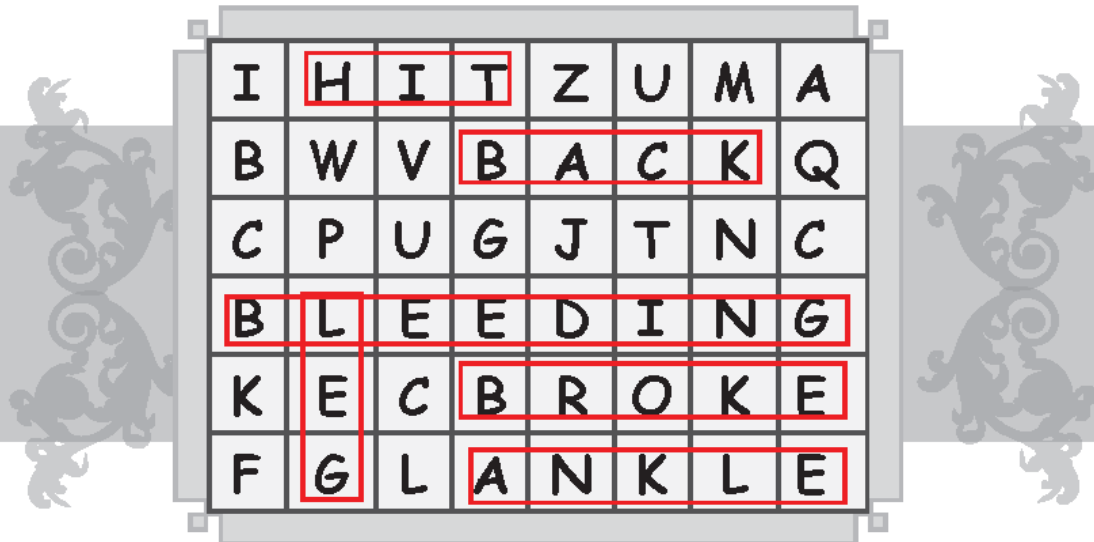 I H I T Z U M A
B W V B A C K Q
C P U G J T N C
B L E E D I N G
K E C B R O K E
F G L A N K L E